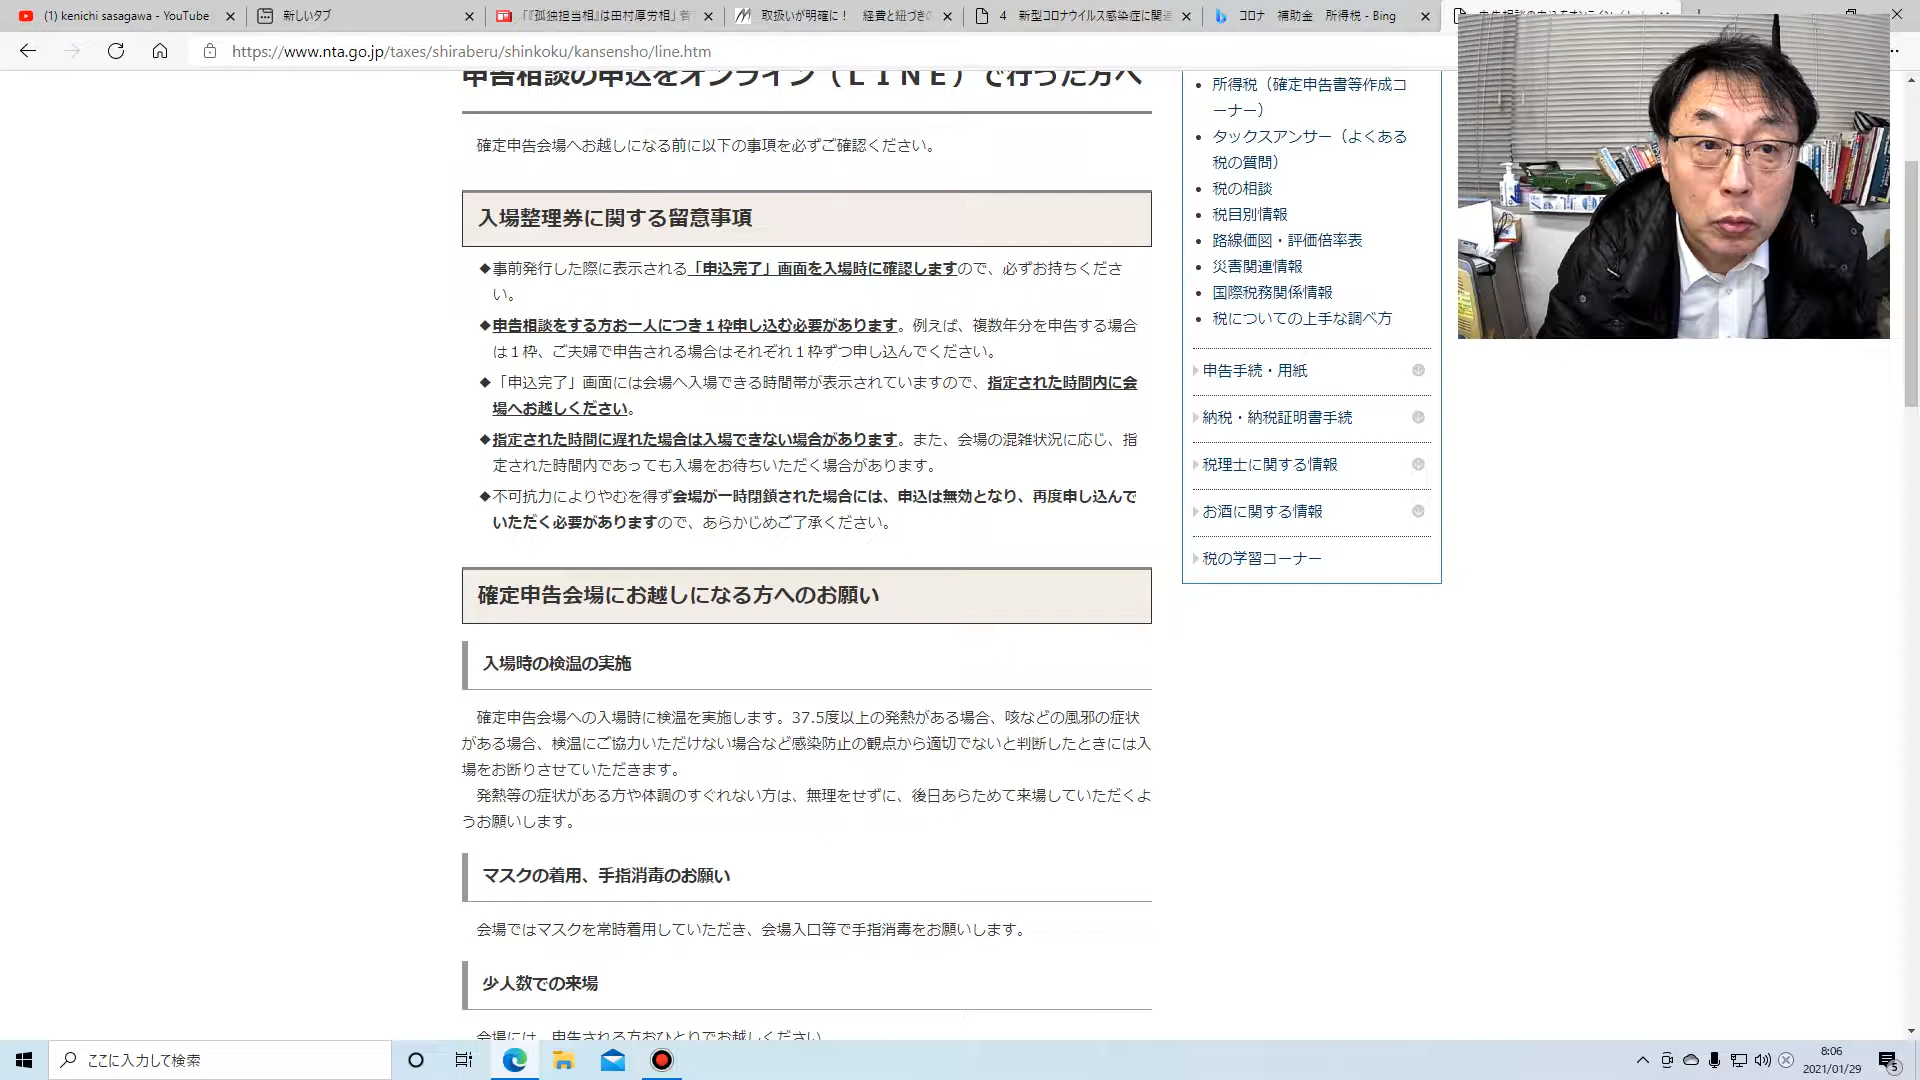 (1) kenichi sasagawa - YouTube
新しいタブ
「『孤独担当相』は田村厚労相」菅
取扱いが明確に！　経費と紐づきの
4　新型コロナウイルス感染症に関連
コロナ　補助金　所得税 - Bing
https://www.nta.go.jp/taxes/shiraberu/shinkoku/kansensho/line.htm
申告相談の申込をオンライン（ＬＩＮＥ）で行った方へ
確定申告会場へお越しになる前に以下の事項を必ずご確認ください。
入場整理券に関する留意事項
◆事前発行した際に表示される「申込完了」画面を入場時に確認しますので、必ずお持ちくださ
い。
◆申告相談をする方お一人につき１枠申し込む必要があります。例えば、複数年分を申告する場合
は１枠、ご夫婦で申告される場合はそれぞれ１枠ずつ申し込んでください。
◆「申込完了」画面には会場へ入場できる時間帯が表示されていますので、指定された時間内に会
場へお越しください。
◆指定された時間に遅れた場合は入場できない場合があります。また、会場の混雑状況に応じ、指
定された時間内であっても入場をお待ちいただく場合があります。
◆不可抗力によりやむを得ず会場が一時閉鎖された場合には、申込は無効となり、再度申し込んで
いただく必要がありますので、あらかじめご了承ください。
確定申告会場にお越しになる方へのお願い
入場時の検温の実施
確定申告会場への入場時に検温を実施します。37.5度以上の発熱がある場合、咳などの風邪の症状
がある場合、検温にご協力いただけない場合など感染防止の観点から適切でないと判断したときには入
場をお断りさせていただきます。
発熱等の症状がある方や体調のすぐれない方は、無理をせずに、後日あらためて来場していただくよ
うお願いします。
マスクの着用、手指消毒のお願い
会場ではマスクを常時着用していただき、会場入口等で手指消毒をお願いします。
少人数での来場
会場には、申告される方おひとりでお越しください
所得税（確定申告書等作成コ
ーナー）
タックスアンサー（よくある
税の質問）
税の相談
税目別情報
路線価図・評価倍率表
災害関連情報
国際税務関係情報
税についての上手な調べ方
申告手続・用紙
納税・納税証明書手続
税理士に関する情報
お酒に関する情報
税の学習コーナー
ここに入力して検索
8:06
2021/01/29
5